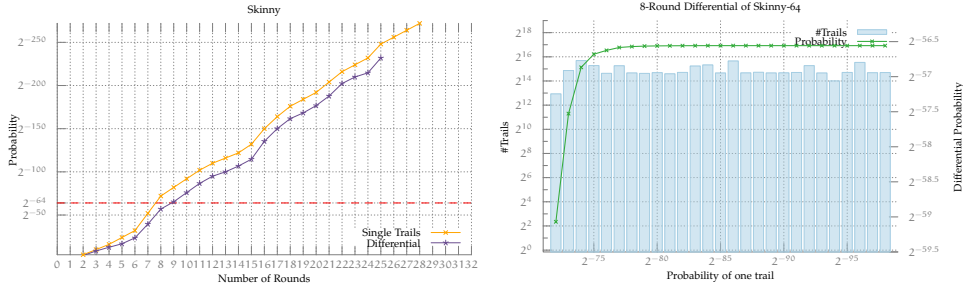 Skinny
2^−250
2^−200
2^−150
2^−100
2^−64
2^−50
Probability
Single Trails
Differential
0 1 2 3 4 5 6 7 8 9 10 11 12 13 14 15 16 17 18 19 20 21 22 23 24 25 26 27 28 29 30 31 32
Number of Rounds
8-Round Differential of Skinny-64
#Trails
Probability
2^18
2^16
2^14
2^12
2^10
2^8
2^6
2^4
2^2
2^0
#Trails
2^−56.5
2^−57
2^−57.5
2^−58
2^−58.5
2^−59
2^−59.5
Differential Probability
2^−75 2^−80 2^−85 2^−90 2^−95
Probability of one trail